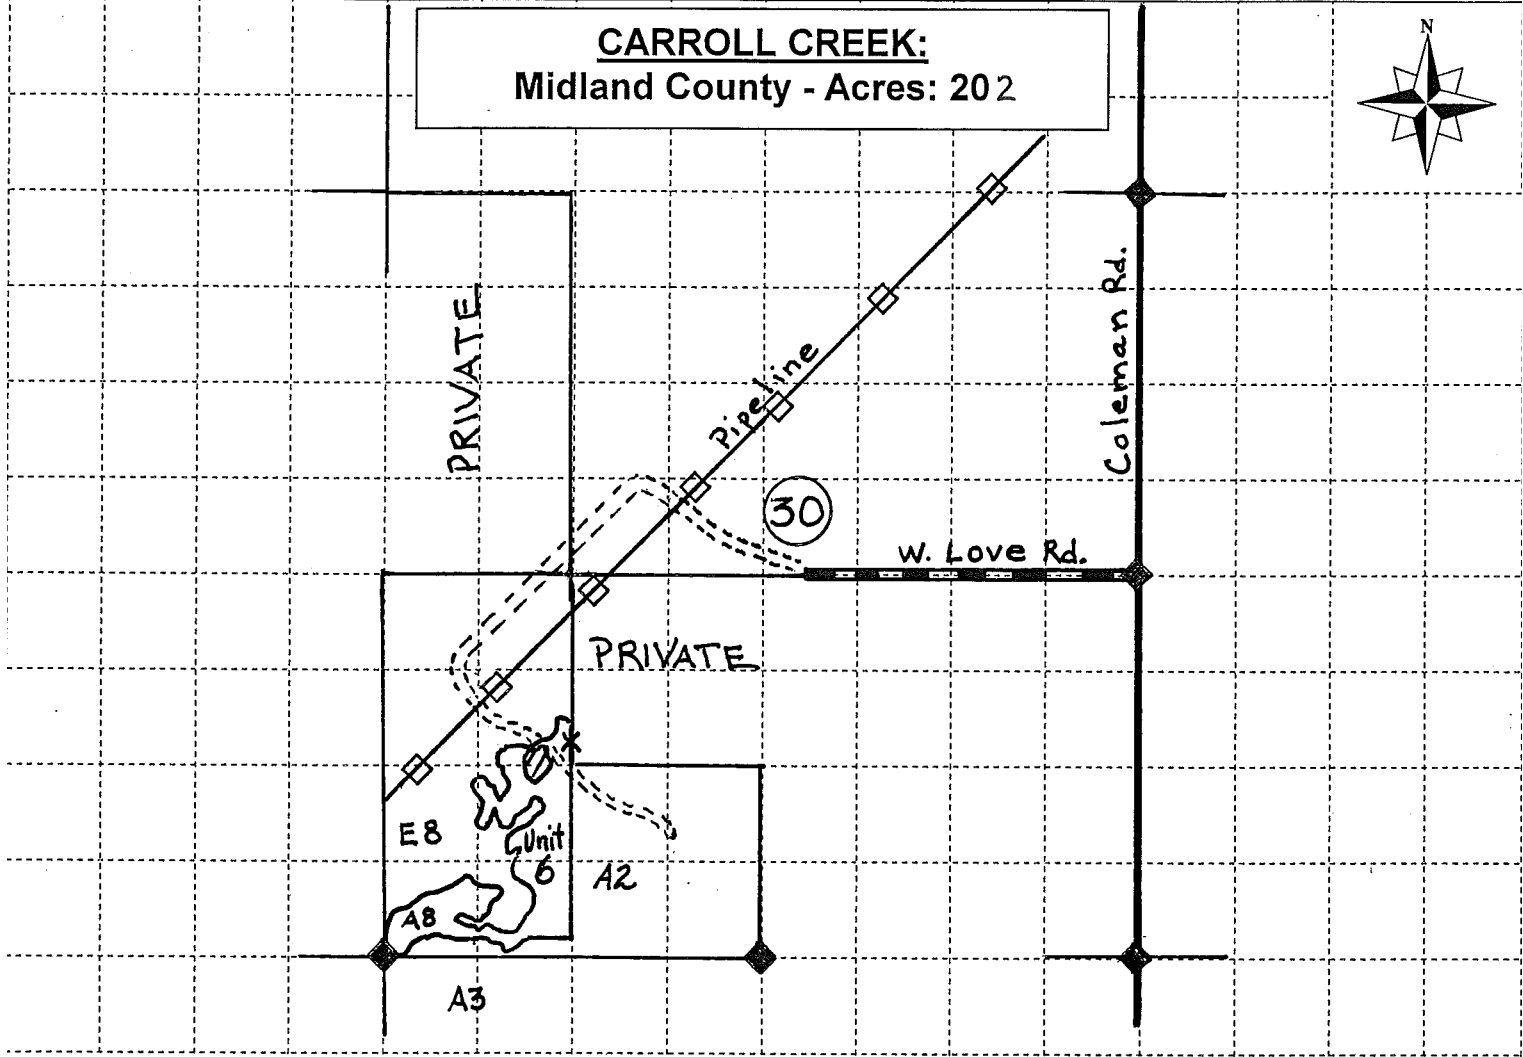 CARROLL CREEK:
Midland County - Acres: 202
N
PRIVATE
Pipeline
Coleman Rd.
30
W. Love Rd.
PRIVATE
E8
Unit
6
A2
A8
A3